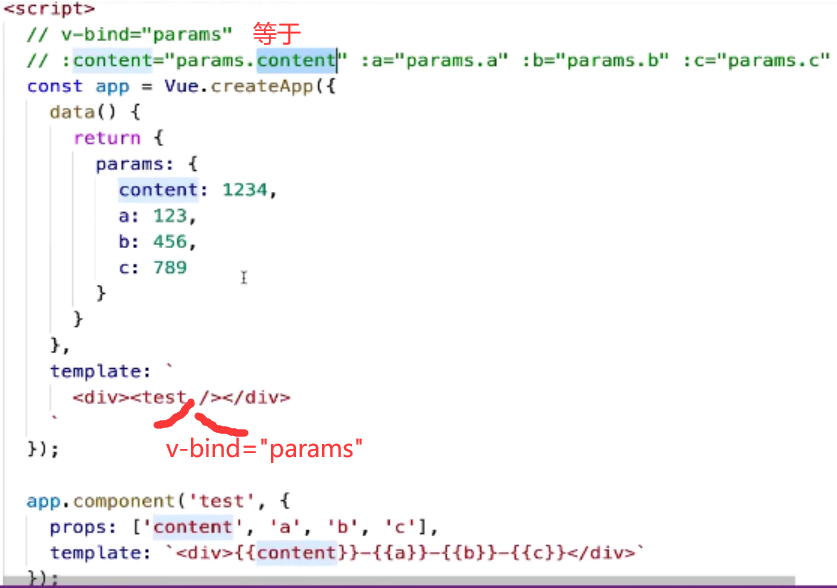 <script>
// v-bind="params" 等于
// :content="params.content" :a="params.a" :b="params.b" :c="params.c"
const app = Vue.createApp({
data() {
return {
params: {
content: 1234,
a: 123,
b: 456,
c: 789
}
}
},
template: `
<div><test /></div>
`
v-bind="params"
});
app.component('test', {
props: ['content', 'a', 'b', 'c'],
template: `<div>{{content}}-{{a}}-{{b}}-{{c}}</div>`
});